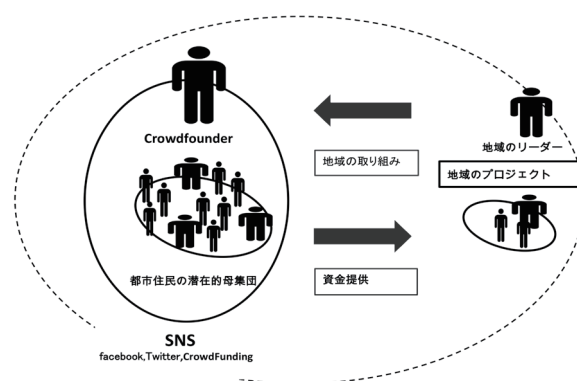 Crowdfounder
都市住民の潜在的母集団
SNS
facebook,Twitter,CrowdFunding
地域の取り組み
資金提供
地域のリーダー
地域のプロジェクト